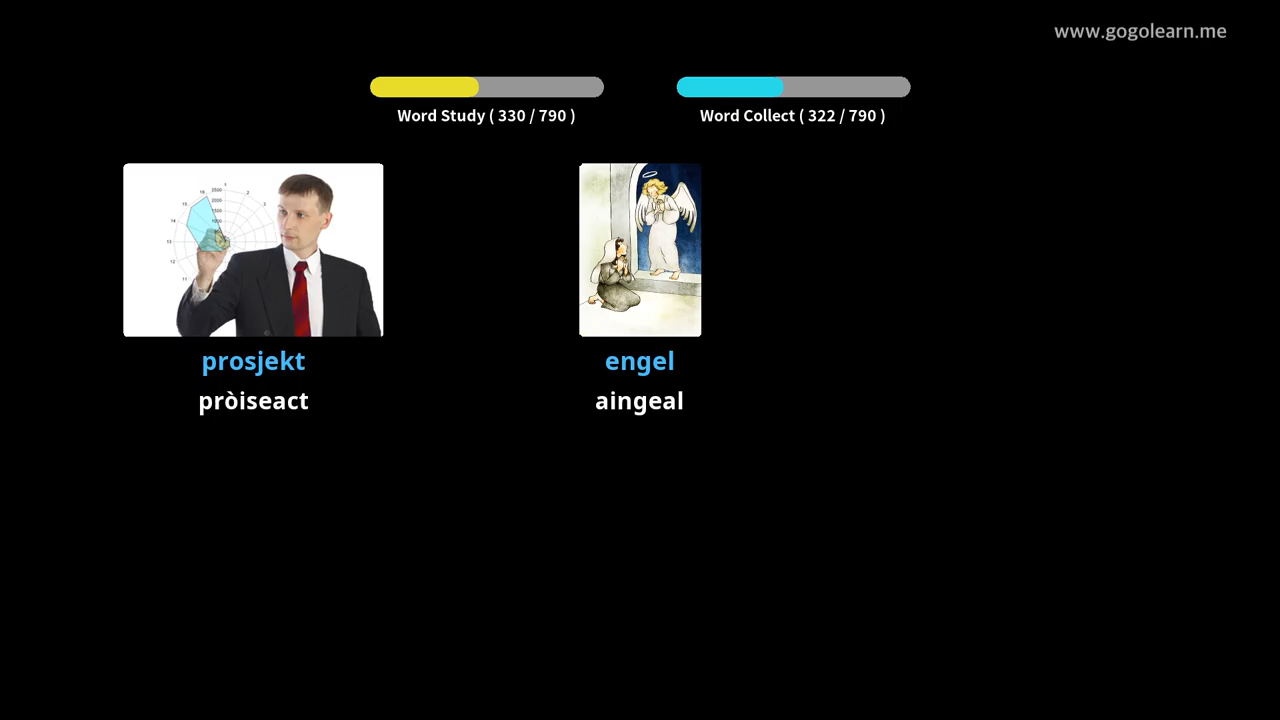 www.gogolearn.me
Word Study ( 330 / 790 )
Word Collect ( 322 / 790 )
prosjekt
pròiseact
engel
aingeal